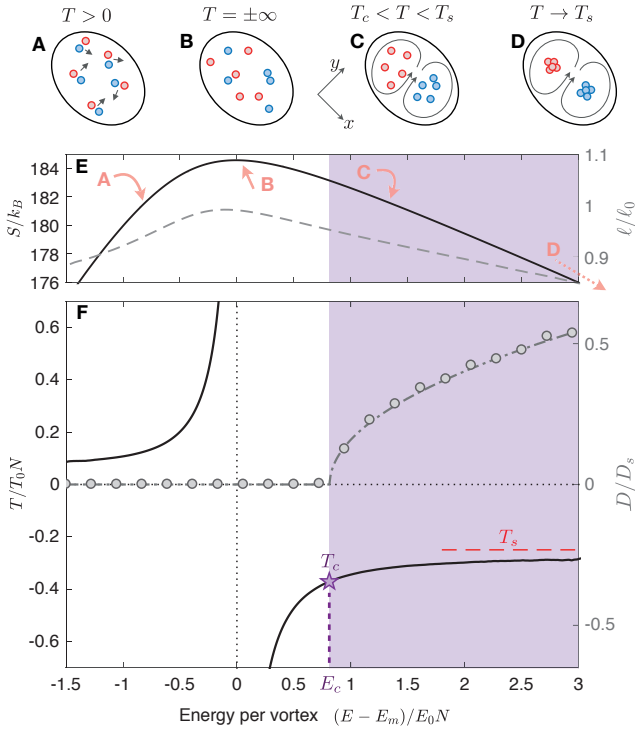 T > 0
T = ±∞
T_c < T < T_s
T → T_s
A
B
C
D
y
x
E
184
182
180
178
176
S/k_B
A
B
C
D
1.1
1
0.9
ℓ/ℓ_0
F
0.6
0.4
0.2
0
-0.2
-0.4
-0.6
T/T_0N
T_c
T_s
0.5
0
-0.5
D/D_s
-1.5
-1
-0.5
0
0.5
E_c
1
1.5
2
2.5
3
Energy per vortex (E − E_m)/E_0N